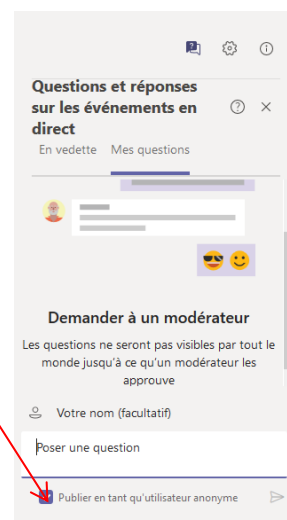 Questions et réponses
sur les événements en
direct
En vedette Mes questions
Demander à un modérateur
Les questions ne seront pas visibles par tout le
monde jusqu'à ce qu'un modérateur les
approuve
Votre nom (facultatif)
Poser une question
Publier en tant qu'utilisateur anonyme